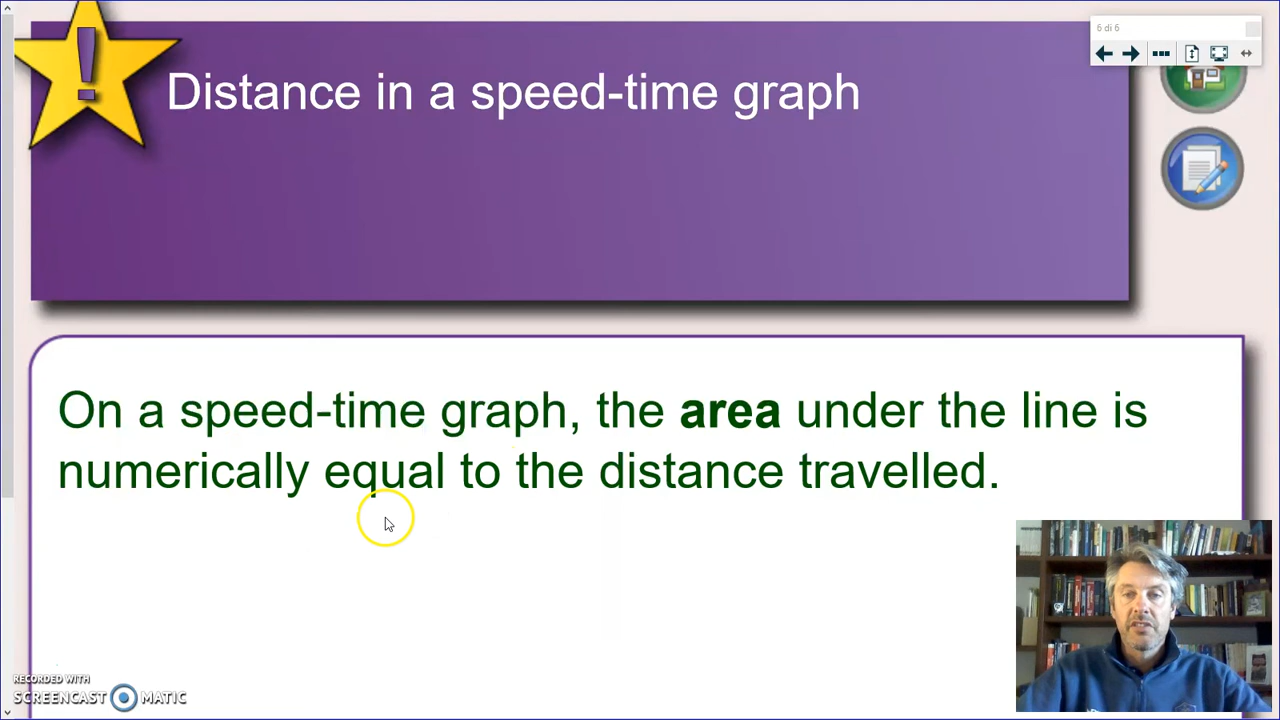 6 di 6
Distance in a speed-time graph
On a speed-time graph, the area under the line is
numerically equal to the distance travelled.
RECORDED WITH
SCREENCAST MATIC